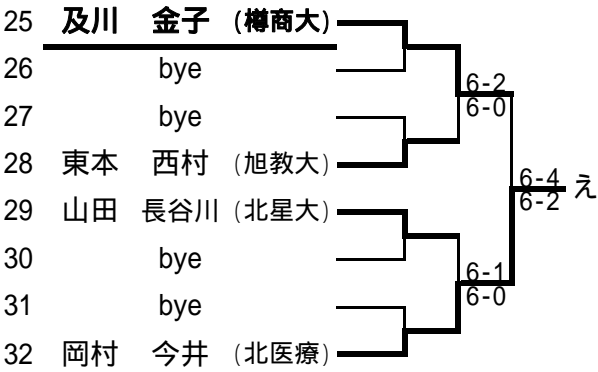 25 及川 金子 (樽商大)
26 bye
6-2
27 bye
6-0
28 東本 西村 (旭教大)
6-4
え
29 山田 長谷川 (北星大)
6-2
30 bye
6-1
31 bye
6-0
32 岡村 今井 (北医療)